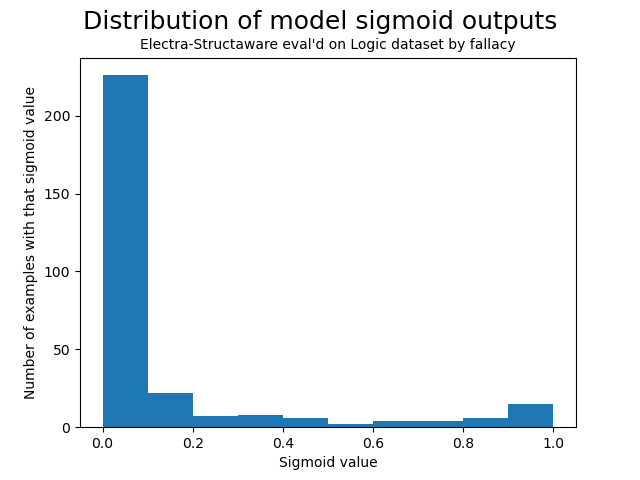 Distribution of model sigmoid outputs
Electra-Structaware eval'd on Logic dataset by fallacy
Number of examples with that sigmoid value
200
150
100
50
0
0.0 0.2 0.4 0.6 0.8 1.0
Sigmoid value